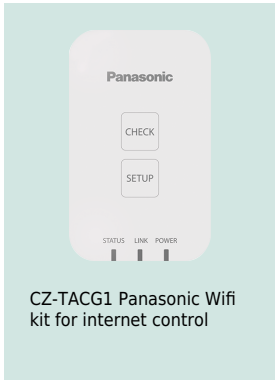 Panasonic
CHECK
SETUP
STATUS LINK POWER
CZ-TACG1 Panasonic Wifi
kit for internet control